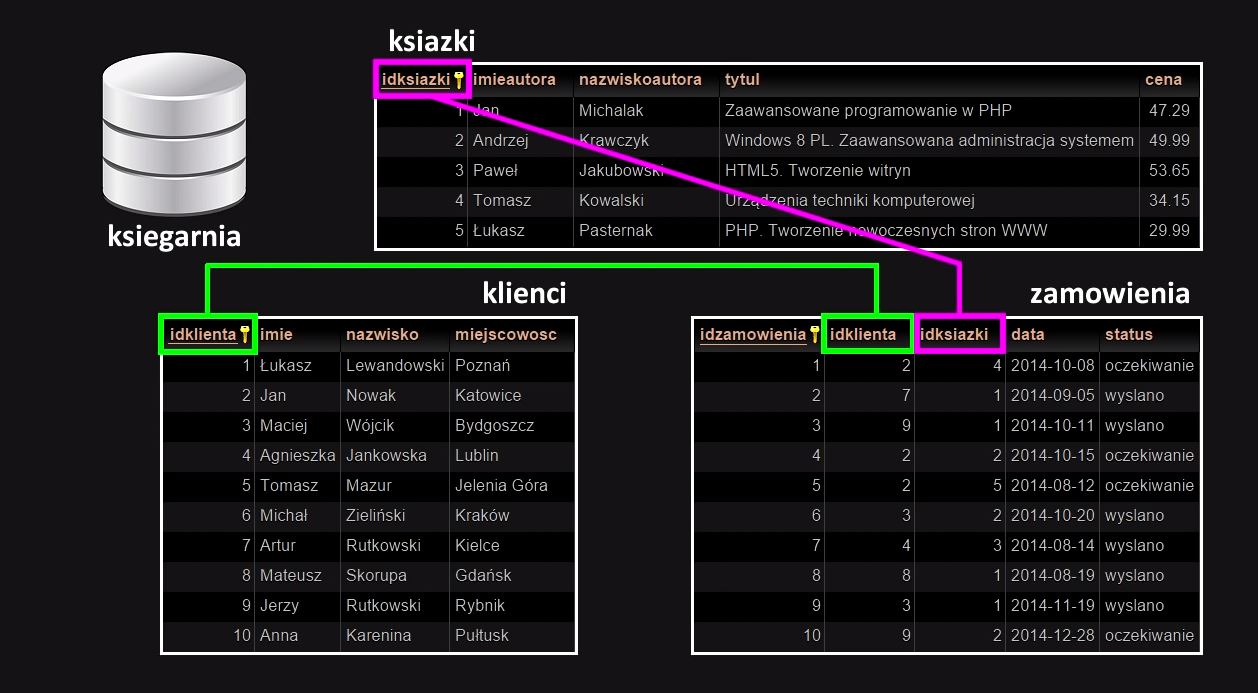 ksiazki
idksiazki imieautora nazwiskoautora tytul cena
1 Jan Michalak Zaawansowane programowanie w PHP 47.29
2 Andrzej Krawczyk Windows 8 PL. Zaawansowana administracja systemem 49.99
3 Paweł Jakubowski HTML5. Tworzenie witryn 53.65
4 Tomasz Kowalski Urządzenia techniki komputerowej 34.15
5 Łukasz Pasternak PHP. Tworzenie nowoczesnych stron WWW 29.99
ksiegarnia
klienci
idklienta imie nazwisko miejscowosc
1 Łukasz Lewandowski Poznań
2 Jan Nowak Katowice
3 Maciej Wójcik Bydgoszcz
4 Agnieszka Jankowska Lublin
5 Tomasz Mazur Jelenia Góra
6 Michał Zieliński Kraków
7 Artur Rutkowski Kielce
8 Mateusz Skorupa Gdańsk
9 Jerzy Rutkowski Rybnik
10 Anna Karenina Pułtusk
zamowienia
idzamowienia idklienta idksiazki data status
1 2 4 2014-10-08 oczekiwanie
2 7 1 2014-09-05 wyslano
3 9 1 2014-10-11 wyslano
4 2 2 2014-10-15 oczekiwanie
5 2 5 2014-08-12 oczekiwanie
6 3 2 2014-10-20 wyslano
7 4 3 2014-08-14 wyslano
8 8 1 2014-08-19 wyslano
9 3 1 2014-11-19 wyslano
10 9 2 2014-12-28 oczekiwanie